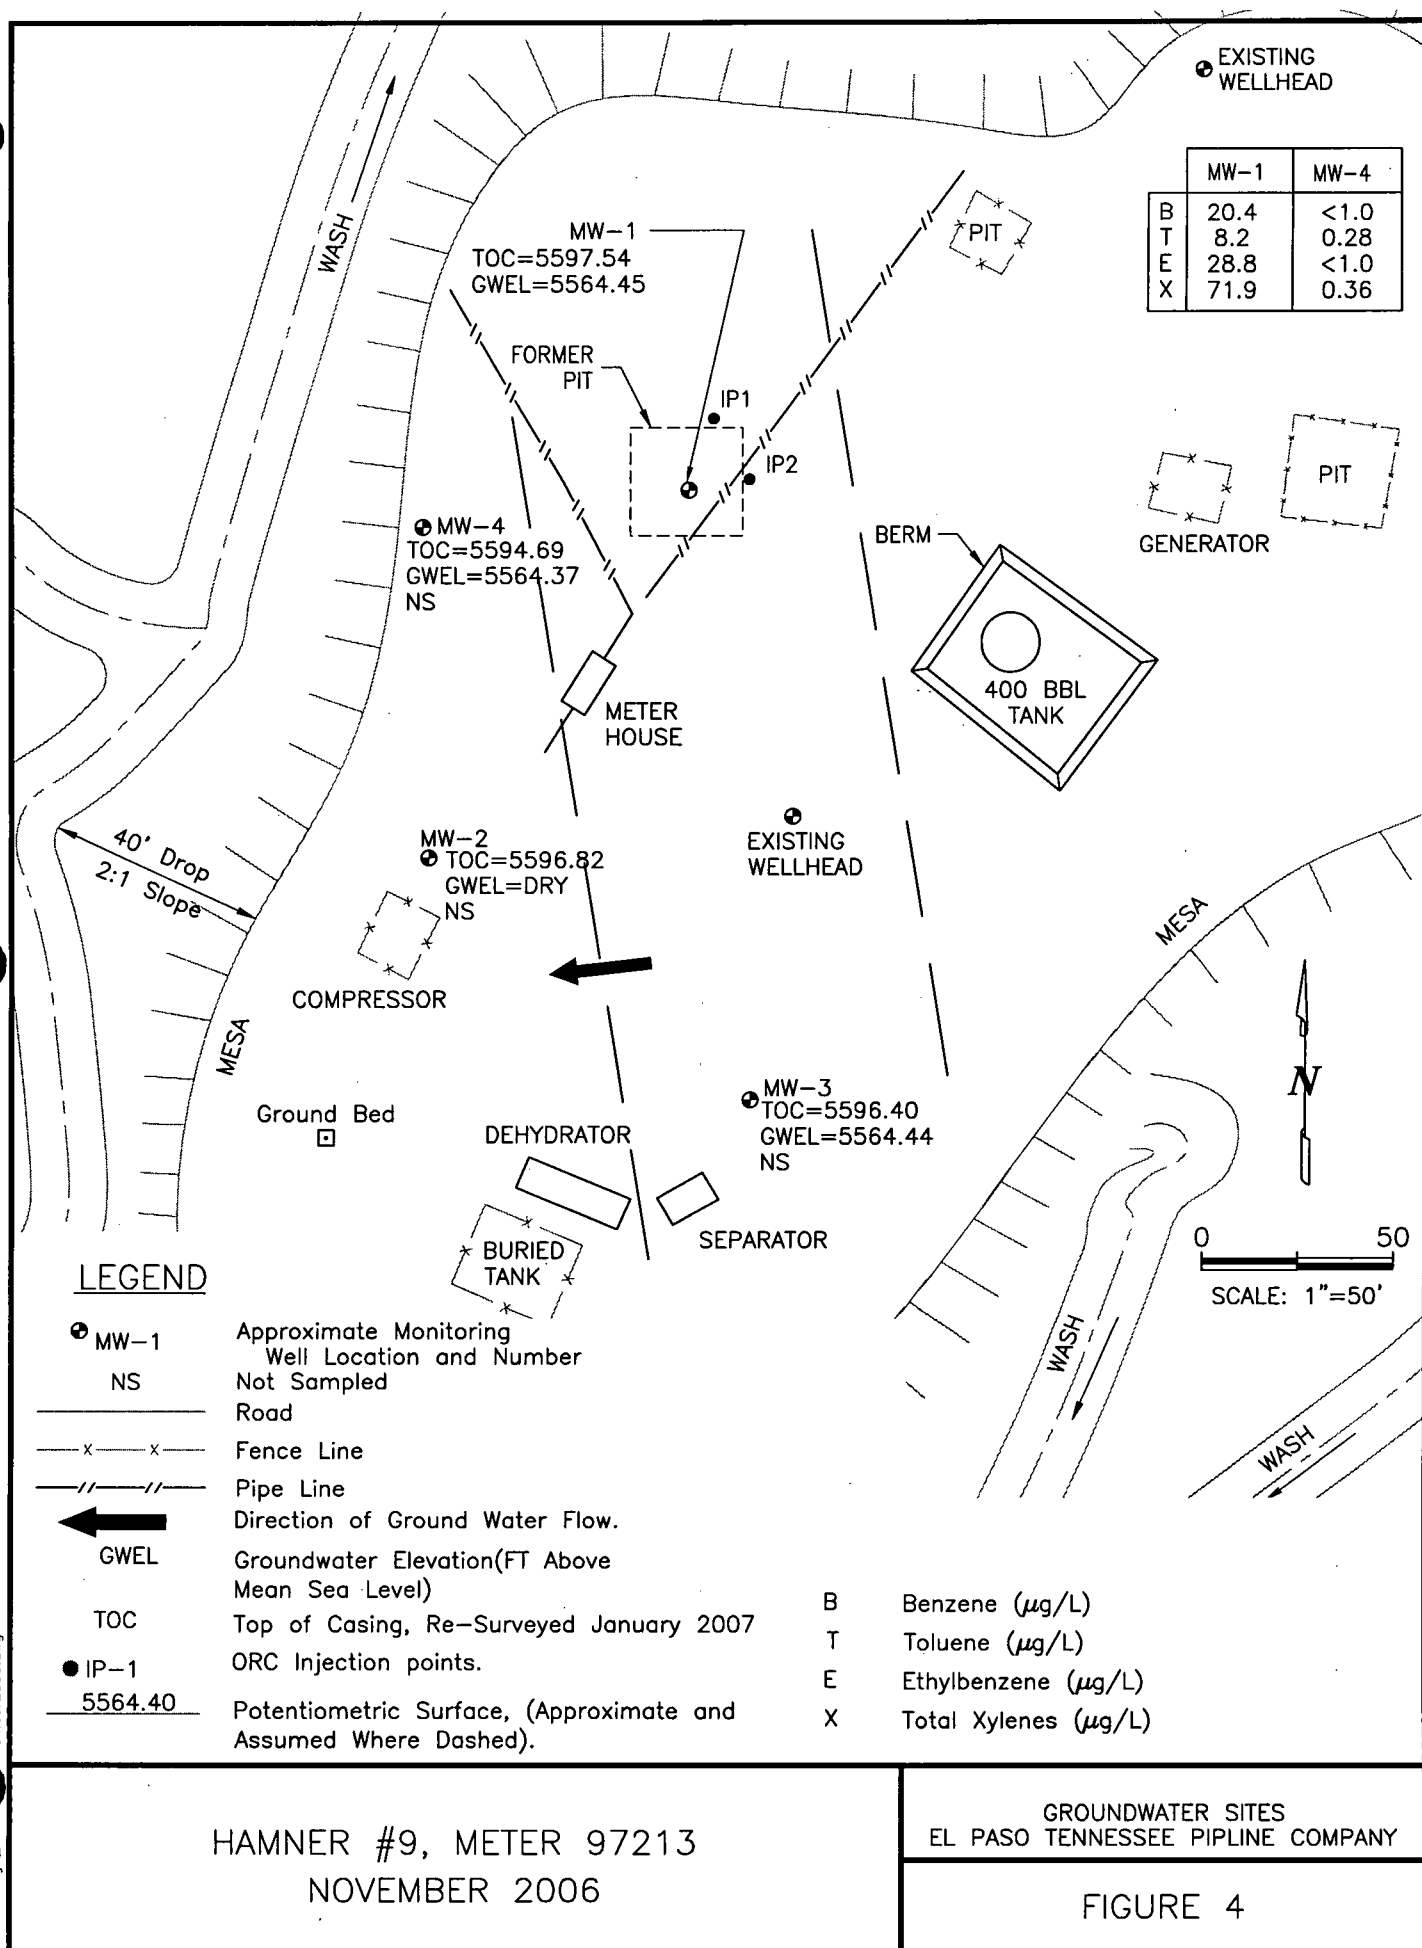 EXISTING
WELLHEAD
MW-1 MW-4
B 20.4 <1.0
T 8.2 0.28
E 28.8 <1.0
X 71.9 0.36
WASH
MW-1
TOC=5597.54
GWEL=5564.45
PIT
FORMER
PIT
IP1
IP2
PIT
GENERATOR
MW-4
TOC=5594.69
GWEL=5564.37
NS
BERM
400 BBL
TANK
METER
HOUSE
40' Drop
2:1 Slope
MW-2
TOC=5596.82
GWEL=DRY
NS
EXISTING
WELLHEAD
MESA
COMPRESSOR
MESA
N
Ground Bed
MW-3
TOC=5596.40
GWEL=5564.44
NS
DEHYDRATOR
SEPARATOR
BURIED
TANK
0 50
SCALE: 1"=50'
WASH
WASH
LEGEND
MW-1 Approximate Monitoring
Well Location and Number
NS Not Sampled
Road
x x Fence Line
Pipe Line
Direction of Ground Water Flow.
GWEL Groundwater Elevation(FT Above
Mean Sea Level)
TOC Top of Casing, Re-Surveyed January 2007
IP-1 ORC Injection points.
5564.40 Potentiometric Surface, (Approximate and
Assumed Where Dashed).
B Benzene (μg/L)
T Toluene (μg/L)
E Ethylbenzene (μg/L)
X Total Xylenes (μg/L)
HAMNER #9, METER 97213
NOVEMBER 2006
GROUNDWATER SITES
EL PASO TENNESSEE PIPLINE COMPANY
FIGURE 4